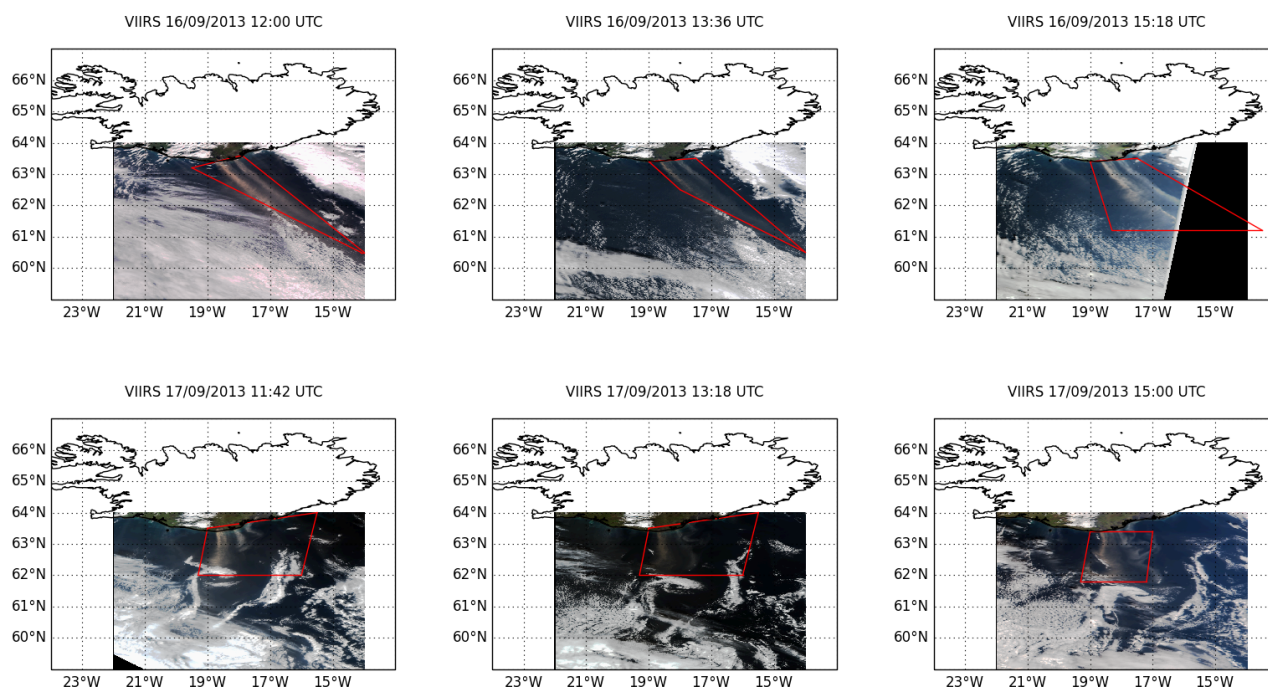 VIIRS 16/09/2013 12:00 UTC
66°N
65°N
64°N
63°N
62°N
61°N
60°N
23°W 21°W 19°W 17°W 15°W
VIIRS 16/09/2013 13:36 UTC
66°N
65°N
64°N
63°N
62°N
61°N
60°N
23°W 21°W 19°W 17°W 15°W
VIIRS 16/09/2013 15:18 UTC
66°N
65°N
64°N
63°N
62°N
61°N
60°N
23°W 21°W 19°W 17°W 15°W
VIIRS 17/09/2013 11:42 UTC
66°N
65°N
64°N
63°N
62°N
61°N
60°N
23°W 21°W 19°W 17°W 15°W
VIIRS 17/09/2013 13:18 UTC
66°N
65°N
64°N
63°N
62°N
61°N
60°N
23°W 21°W 19°W 17°W 15°W
VIIRS 17/09/2013 15:00 UTC
66°N
65°N
64°N
63°N
62°N
61°N
60°N
23°W 21°W 19°W 17°W 15°W